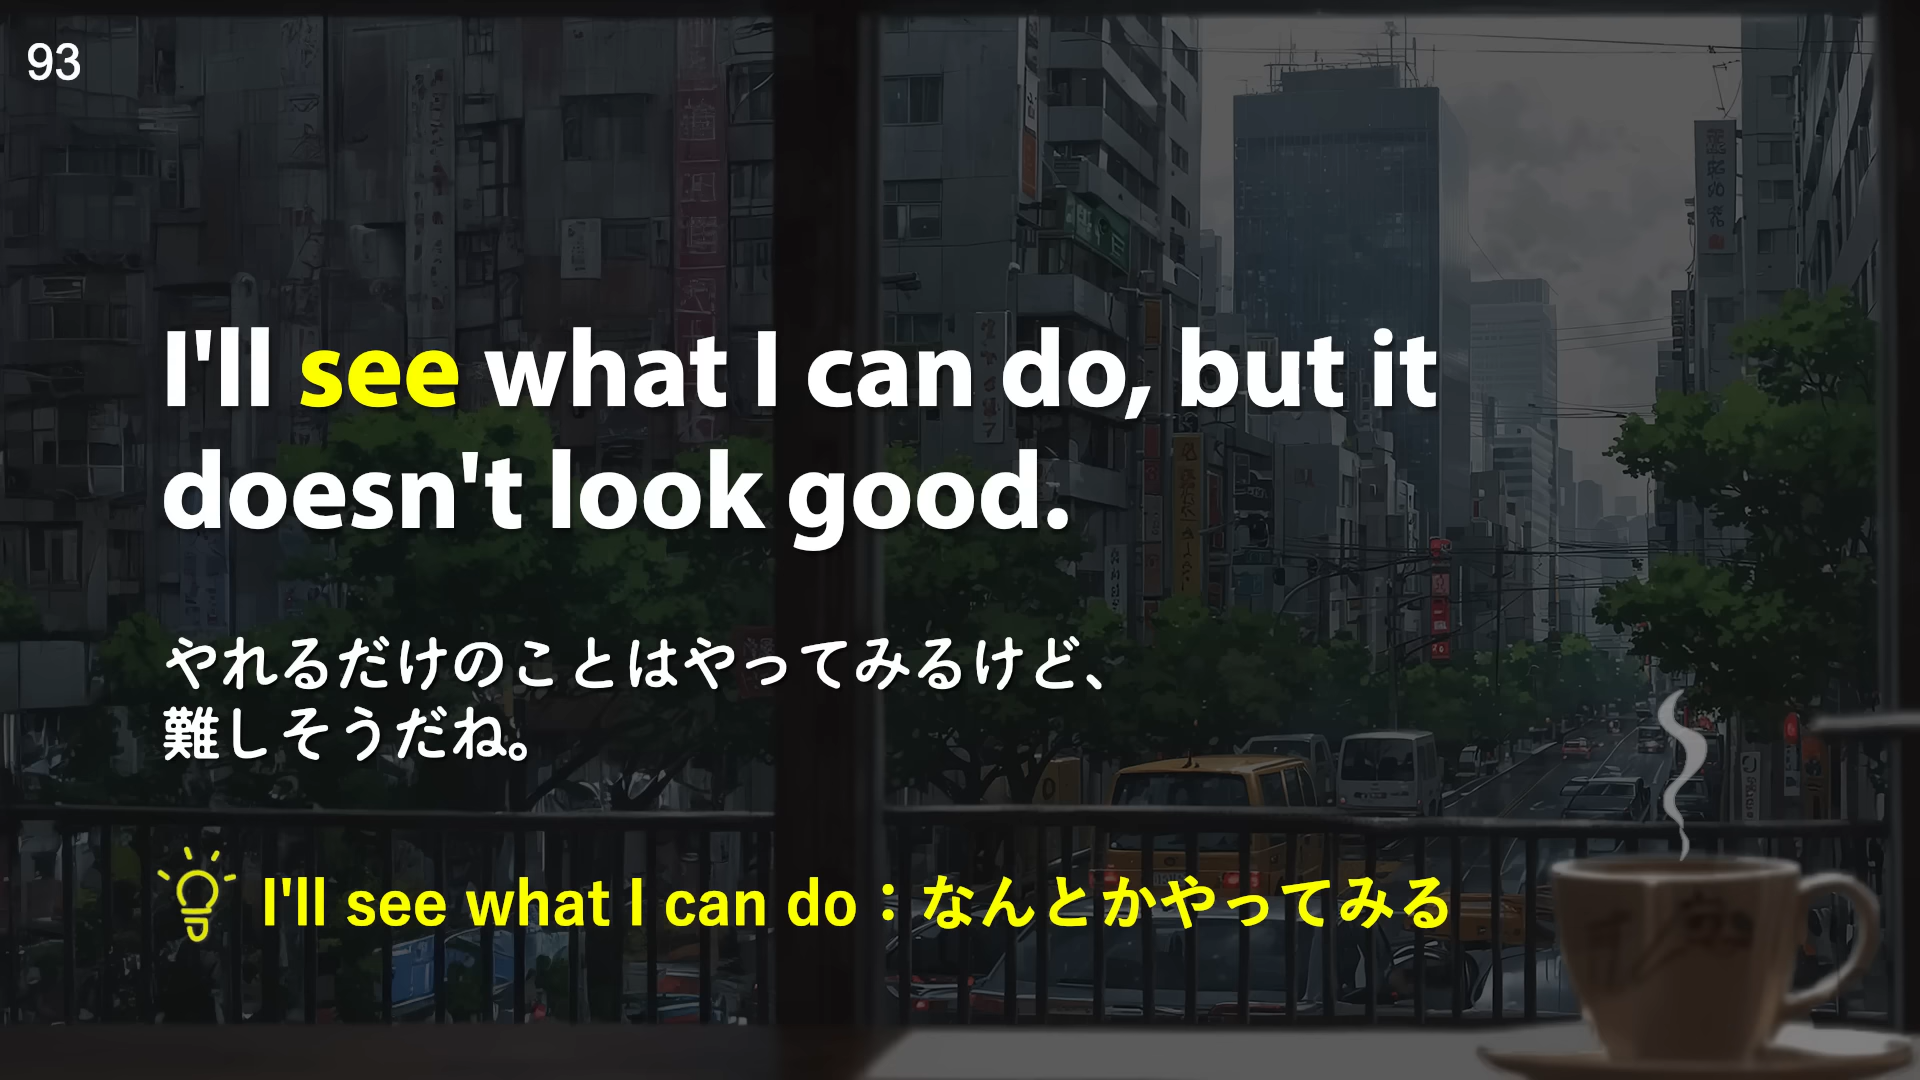 93
I'll see what I can do, but it
doesn't look good.
やれるだけのことはやってみるけど、
難しそうだね。
I'll see what I can do：なんとかやってみる